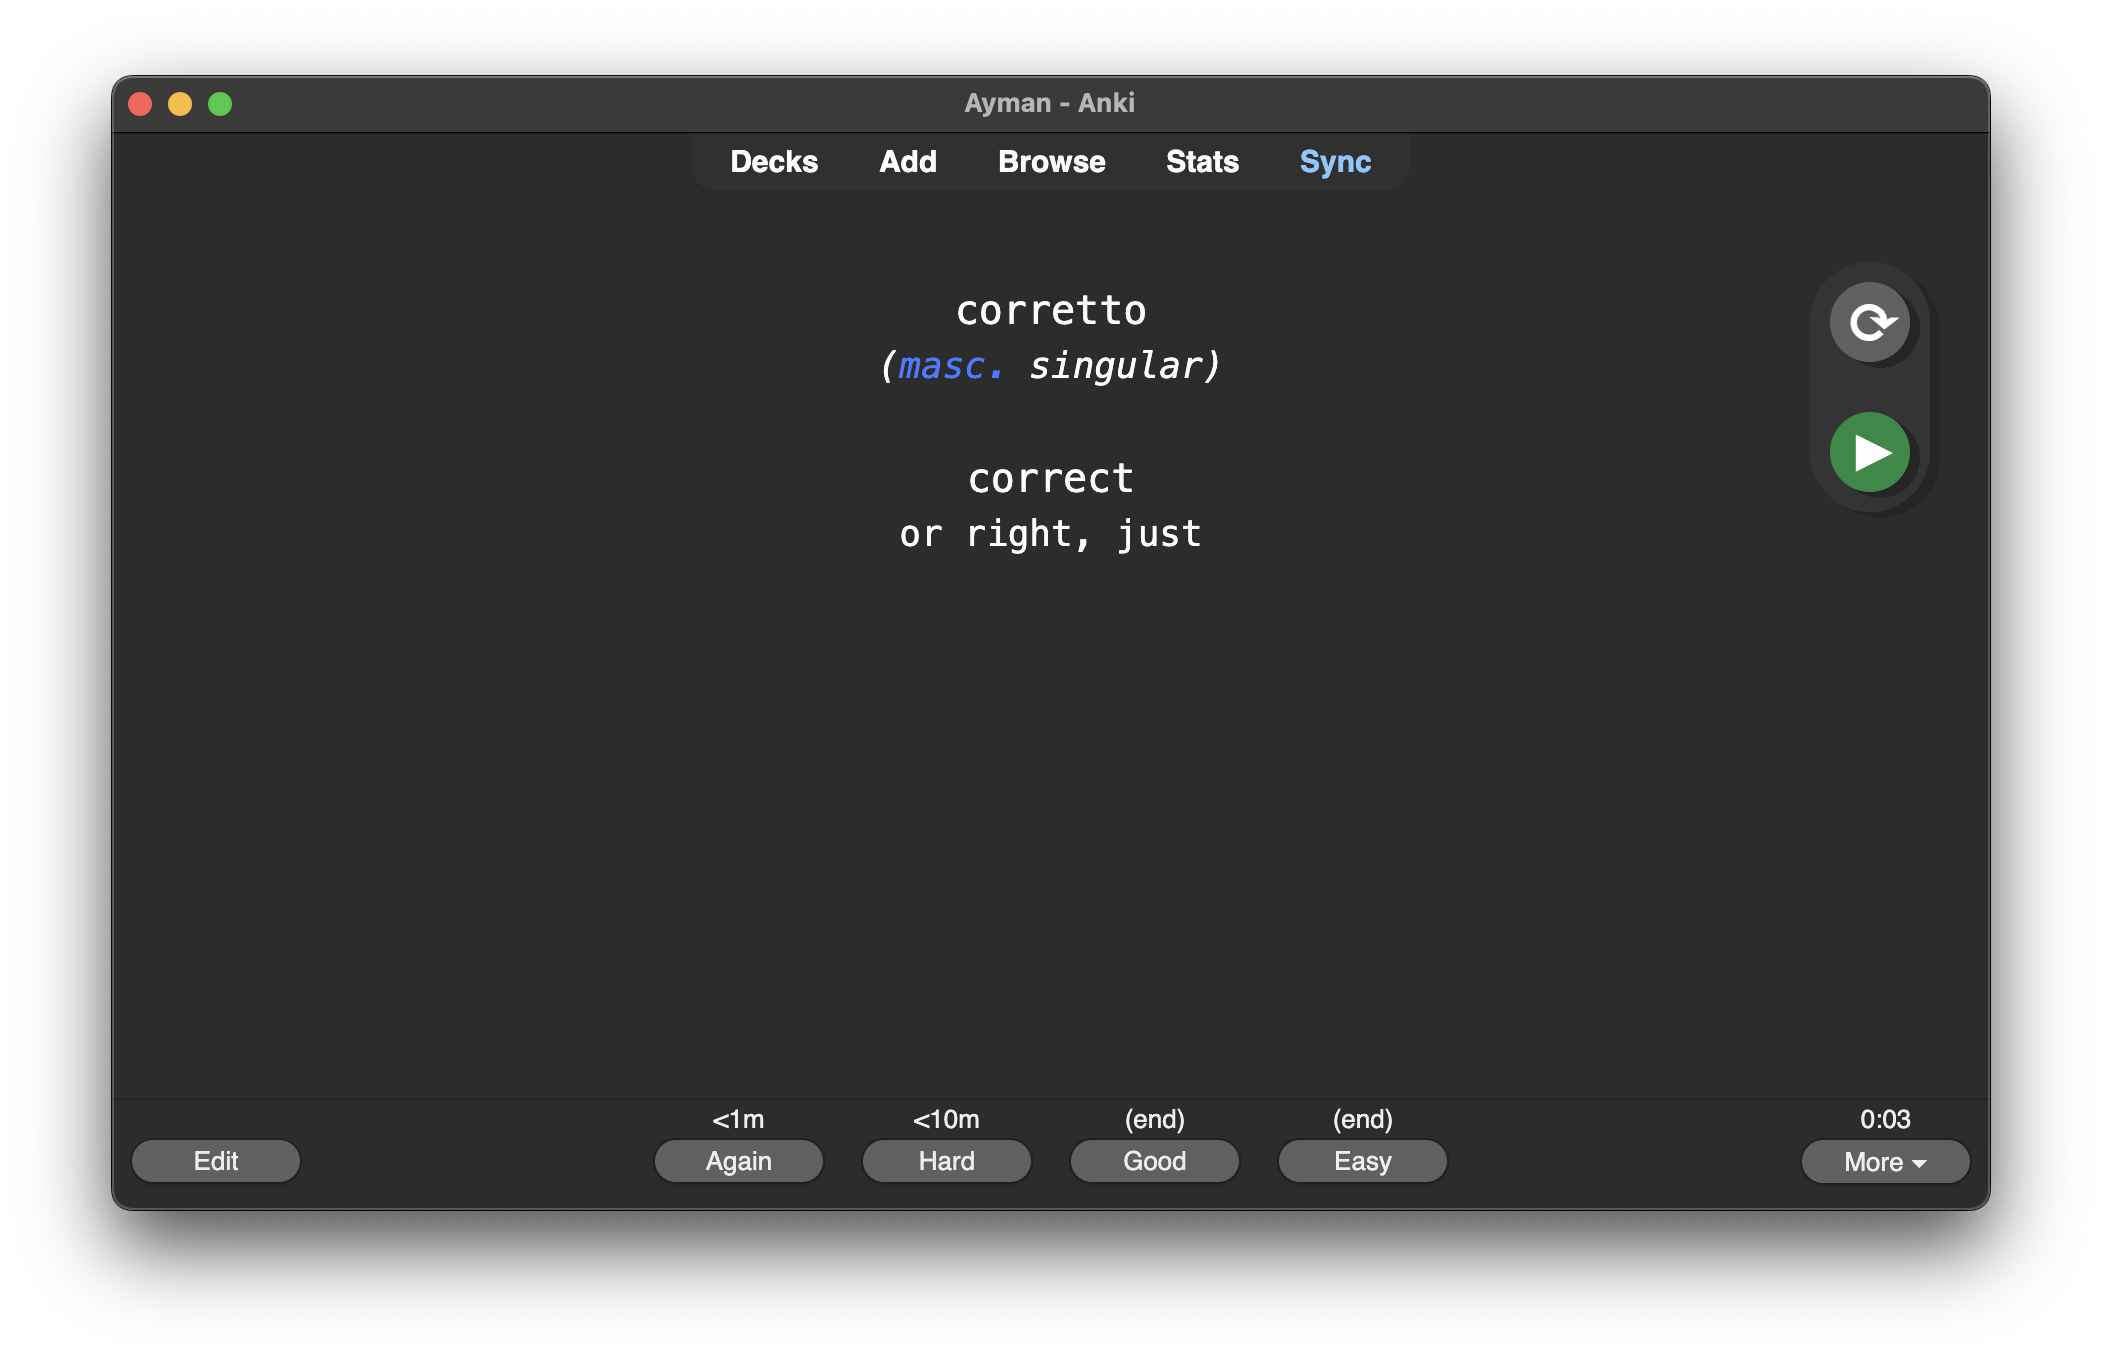 Ayman - Anki
Decks Add Browse Stats Sync
corretto
(masc. singular)
correct
or right, just
<1m <10m (end) (end) 0:03
Edit Again Hard Good Easy More